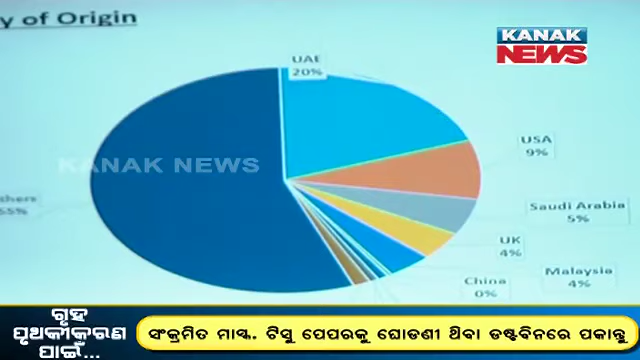 y of Origin
KANAK
NEWS
UAE
20%
USA
9%
KANAK NEWS
Saudi Arabia
5%
thers
55%
UK
4%
Malaysia
4%
China
0%
ଗୃହ
ପୃଥକୀକରଣ
ପାଇଁ...
ସଂକ୍ରମିତ ମାସ୍କ. ଟିସୁ ପେପରକୁ ଘୋଡଣୀ ଥିବା ଡଷ୍ଟବିନରେ ପକାନ୍ତୁ